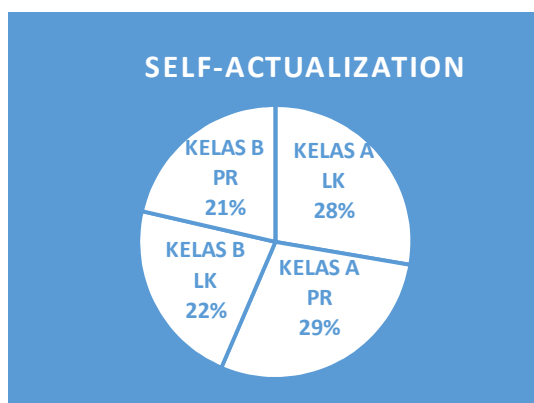 SELF-ACTUALIZATION
KELAS A
LK
28%
KELAS A
PR
29%
KELAS B
LK
22%
KELAS B
PR
21%